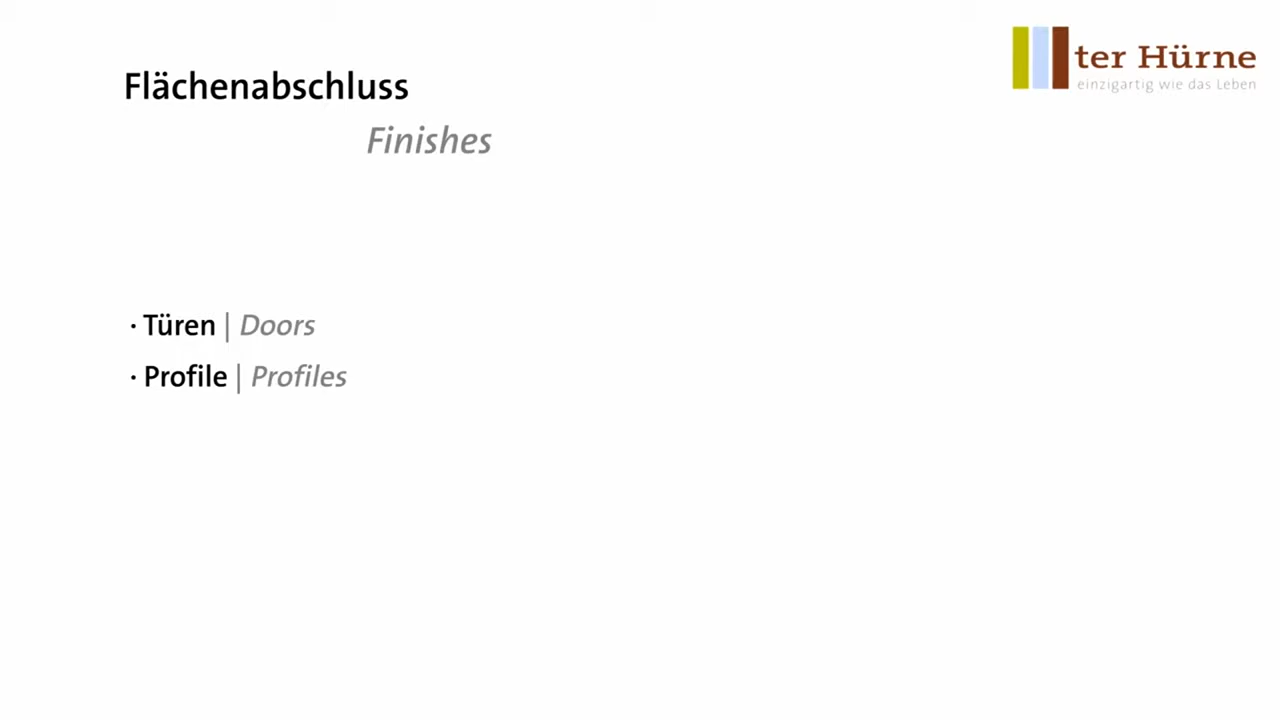 Flächenabschluss
Finishes
ter Hürne
einzigartig wie das Leben
· Türen | Doors
· Profile | Profiles